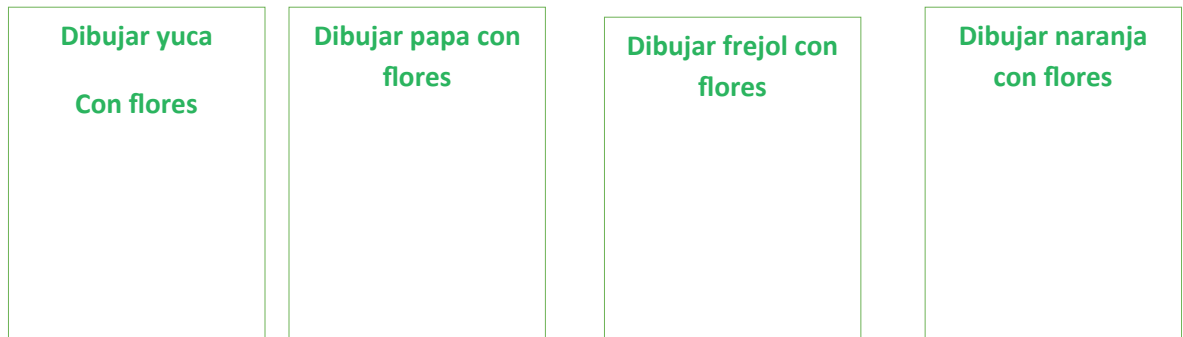 Dibujar yuca
Con flores
Dibujar papa con
flores
Dibujar frejol con
flores
Dibujar naranja
con flores